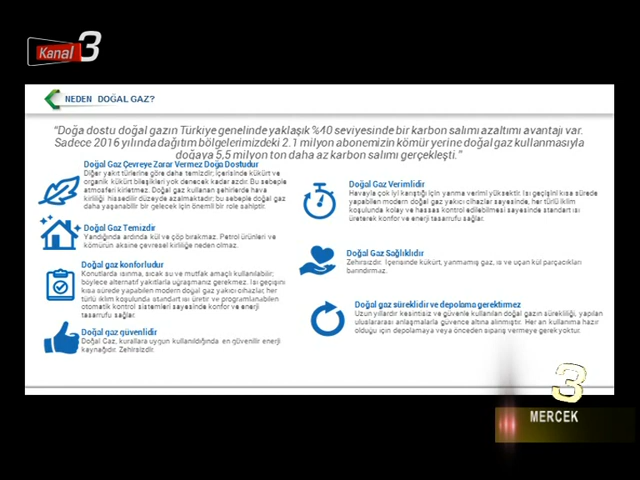 Kanal 3
NEDEN DOĞAL GAZ?
"Doğa dostu doğal gazın Türkiye genelinde yaklaşık %40 seviyesinde bir karbon salımı azaltımı avantajı var.
Sadece 2016 yılında dağıtım bölgelerimizdeki 2.1 milyon abonemizin kömür yerine doğal gaz kullanmasıyla
doğaya 5,5 milyon ton daha az karbon salımı gerçekleşti."
Doğal Gaz Çevreye Zarar Vermez Doğa Dostudur
Diğer yakıt türlerine göre daha temizdir; içerisinde kükürt ve
organik kükürt bileşikleri yok denecek kadar azdır. Bu sebeple
atmosferi kirletmez. Doğal gaz kullanan şehirlerde hava
kirliliği hissedilir düzeyde azalmaktadır; bu sebeple doğal gaz
daha yaşanabilir bir gelecek için önemli bir role sahiptir.
Doğal Gaz Temizdir
Yandığında ardında kül ve çöp bırakmaz. Petrol ürünleri ve
kömürün aksine çevresel kirliliğe neden olmaz.
Doğal gaz konforludur
Konutlarda ısınma, sıcak su ve mutfak amaçlı kullanılabilir;
böylece alternatif yakıtlarla uğraşmanız gerekmez. Isı geçişini
kısa sürede yapabilen modern doğal gaz yakıcı cihazlar, her
türlü iklim koşulunda standart ısı üretir ve programlanabilen
otomatik kontrol sistemleri sayesinde konfor ve enerji
tasarrufu sağlar.
Doğal gaz güvenlidir
Doğal Gaz, kurallara uygun kullanıldığında en güvenilir enerji
kaynağıdır. Zehirsizdir.
Doğal Gaz Verimlidir
Havayla çok iyi karıştığı için yanma verimi yüksektir. Isı geçişini kısa sürede
yapabilen modern doğal gaz yakıcı cihazlar sayesinde, her türlü iklim
koşulunda kolay ve hassas kontrol edilebilmesi sayesinde standart ısı
üreterek konfor ve enerji tasarrufu sağlar.
Doğal Gaz Sağlıklıdır
Zehirsizdir. İçerisinde kükürt, yanmamış gaz, is ve uçan kül parçacıkları
barındırmaz.
Doğal gaz süreklidir ve depolama gerektirmez
Uzun yıllardır kesintisiz ve güvenle kullanılan doğal gazın sürekliliği, yapılan
uluslararası anlaşmalarla güvence altına alınmıştır. Her an kullanıma hazır
olduğu için depolamaya veya önceden sipariş vermeye gerek yoktur.
3
MERCEK